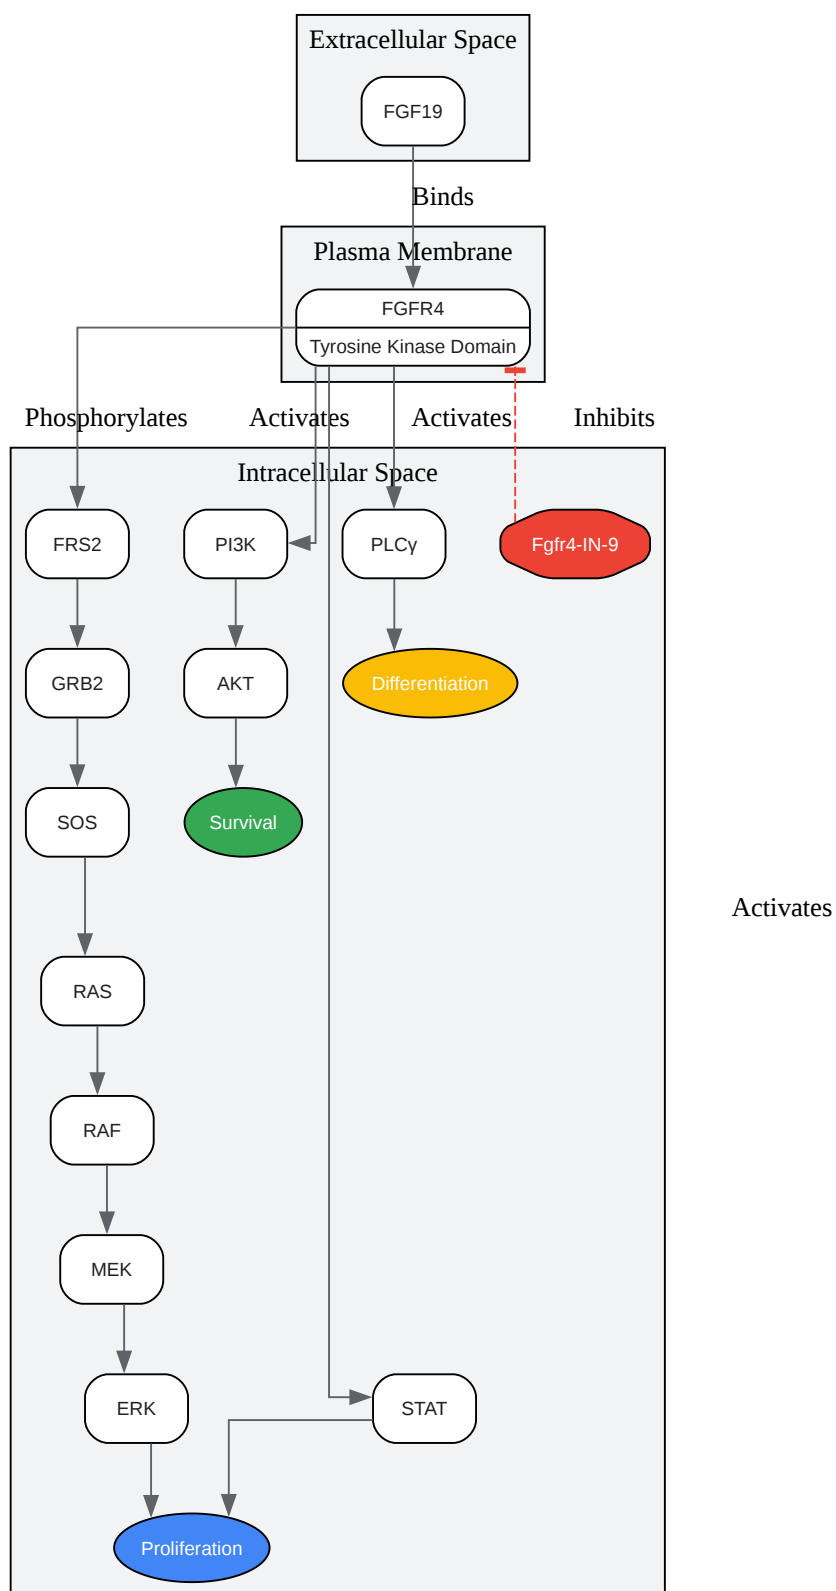 Extracellular Space
FGF19
Binds
Plasma Membrane
FGFR4
Tyrosine Kinase Domain
Phosphorylates
Activates
Activates
Inhibits
Intracellular Space
FRS2
PI3K
PLCγ
Fgfr4-IN-9
GRB2
AKT
Differentiation
SOS
Survival
Activates
RAS
RAF
MEK
ERK
STAT
Proliferation